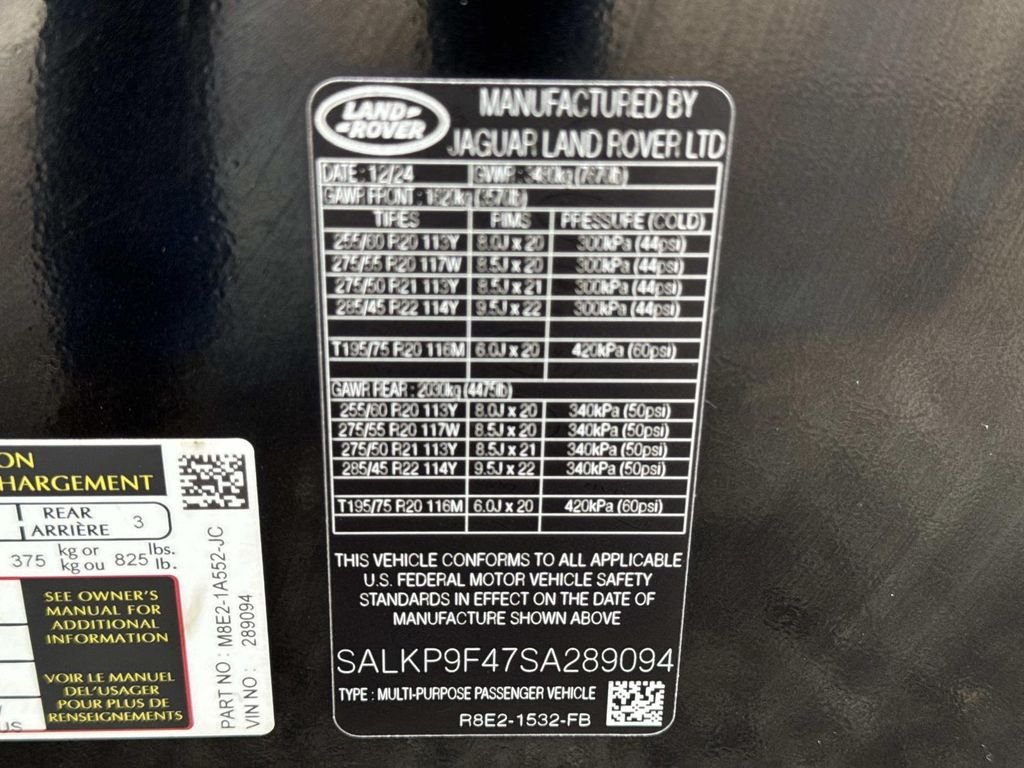 LAND
ROVER
MANUFACTURED BY
JAGUAR LAND ROVER LTD
DATE : 12/24 GVWR :
GAWR FRONT :
TIRES RIMS PRESSURE (COLD)
255/60 R20 113Y 8.0J x 20 300kPa (44psi)
275/55 R20 117W 8.5J x 20 300kPa (44psi)
275/50 R21 113Y 8.5J x 21 300kPa (44psi)
285/45 R22 114Y 9.5J x 22 300kPa (44psi)
T195/75 R20 116M 6.0J x 20 420kPa (60psi)
GAWR REAR : 2030kg (4475lb)
255/60 R20 113Y 8.0J x 20 340kPa (50psi)
275/55 R20 117W 8.5J x 20 340kPa (50psi)
275/50 R21 113Y 8.5J x 21 340kPa (50psi)
285/45 R22 114Y 9.5J x 22 340kPa (50psi)
T195/75 R20 116M 6.0J x 20 420kPa (60psi)
THIS VEHICLE CONFORMS TO ALL APPLICABLE
U.S. FEDERAL MOTOR VEHICLE SAFETY
STANDARDS IN EFFECT ON THE DATE OF
MANUFACTURE SHOWN ABOVE
SALKP9F47SA289094
TYPE : MULTI-PURPOSE PASSENGER VEHICLE
R8E2-1532-FB
ON
HARGEMENT
REAR
ARRIÈRE 3
375 kg or 825 lbs.
kg ou lb.
SEE OWNER'S
MANUAL FOR
ADDITIONAL
INFORMATION
VOIR LE MANUEL
DEL'USAGER
POUR PLUS DE
RENSEIGNEMENTS
US
PART NO : M8E2-1A552-JC
VIN NO : 289094